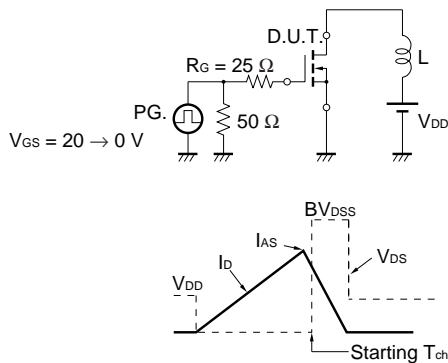 D.U.T.
RG = 25 Ω
L
PG.
50 Ω
VDD
VGS = 20 → 0 V
BVDSS
IAS
ID
VDS
VDD
Starting Tch